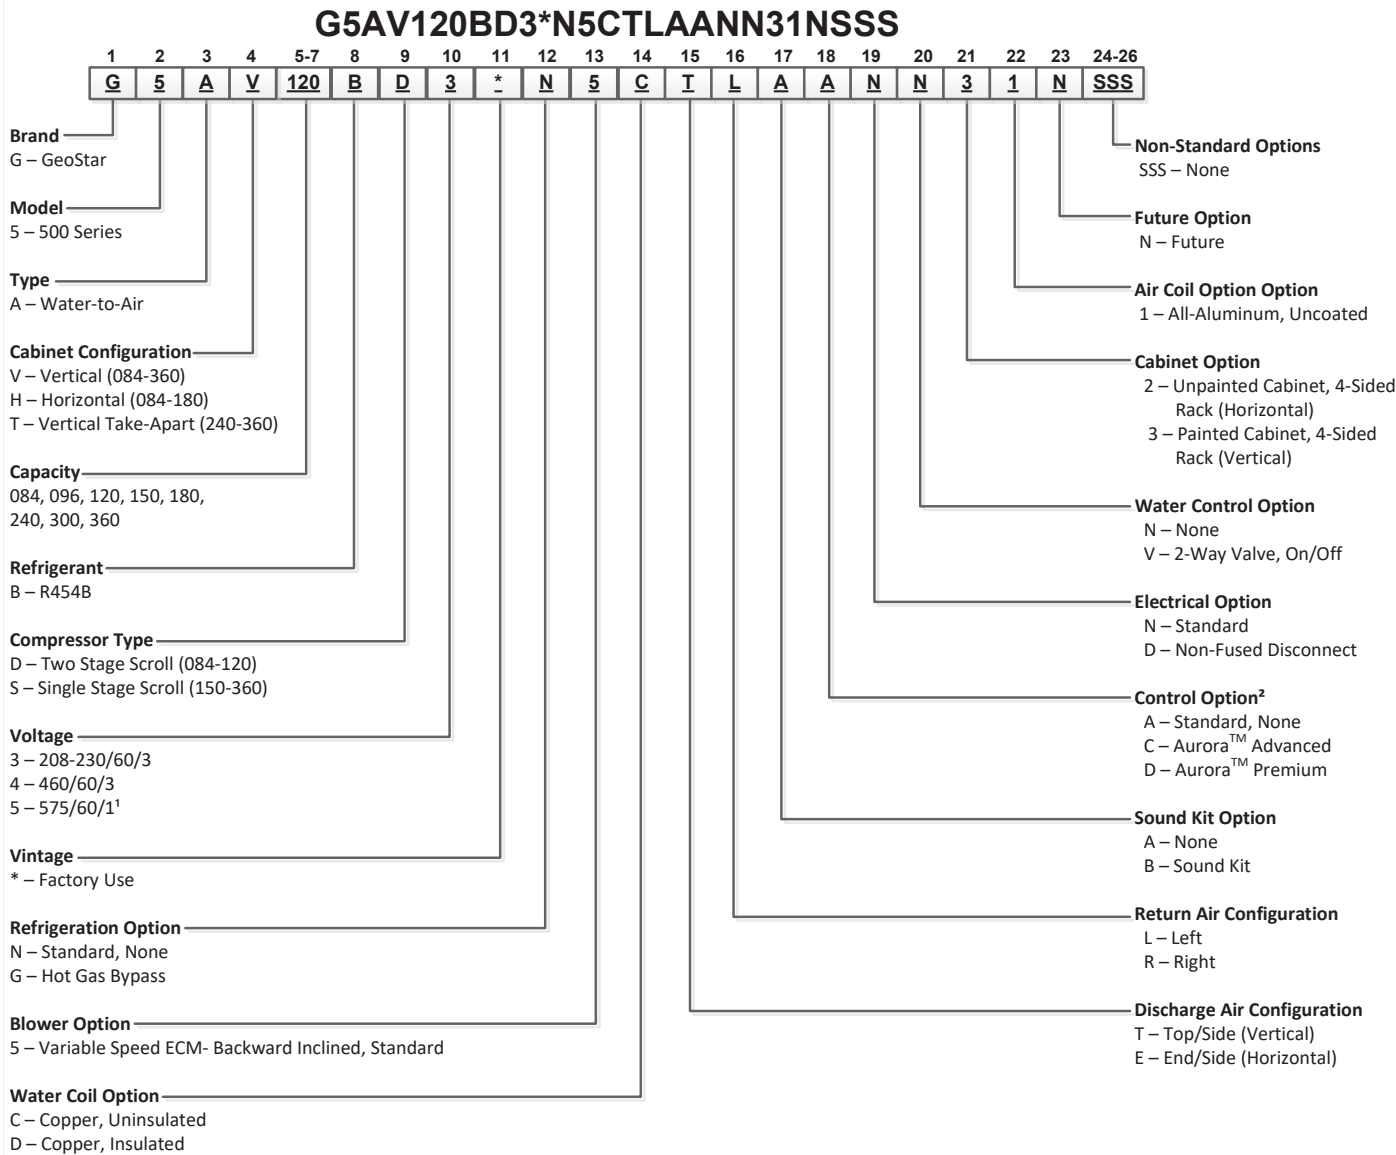 G5AV120BD3*N5CTLAANN31NSSS
1 2 3 4 5-7 8 9 10 11 12 13 14 15 16 17 18 19 20 21 22 23 24-26
G 5 A V 120 B D 3 * N 5 C T L A A N N 3 1 N SSS
Brand
G – GeoStar
Model
5 – 500 Series
Type
A – Water-to-Air
Cabinet Configuration
V – Vertical (084-360)
H – Horizontal (084-180)
T – Vertical Take-Apart (240-360)
Capacity
084, 096, 120, 150, 180,
240, 300, 360
Refrigerant
B – R454B
Compressor Type
D – Two Stage Scroll (084-120)
S – Single Stage Scroll (150-360)
Voltage
3 – 208-230/60/3
4 – 460/60/3
5 – 575/60/1¹
Vintage
* – Factory Use
Refrigeration Option
N – Standard, None
G – Hot Gas Bypass
Blower Option
5 – Variable Speed ECM- Backward Inclined, Standard
Water Coil Option
C – Copper, Uninsulated
D – Copper, Insulated
Non-Standard Options
SSS – None
Future Option
N – Future
Air Coil Option Option
1 – All-Aluminum, Uncoated
Cabinet Option
2 – Unpainted Cabinet, 4-Sided
Rack (Horizontal)
3 – Painted Cabinet, 4-Sided
Rack (Vertical)
Water Control Option
N – None
V – 2-Way Valve, On/Off
Electrical Option
N – Standard
D – Non-Fused Disconnect
Control Option²
A – Standard, None
C – Aurora™ Advanced
D – Aurora™ Premium
Sound Kit Option
A – None
B – Sound Kit
Return Air Configuration
L – Left
R – Right
Discharge Air Configuration
T – Top/Side (Vertical)
E – End/Side (Horizontal)